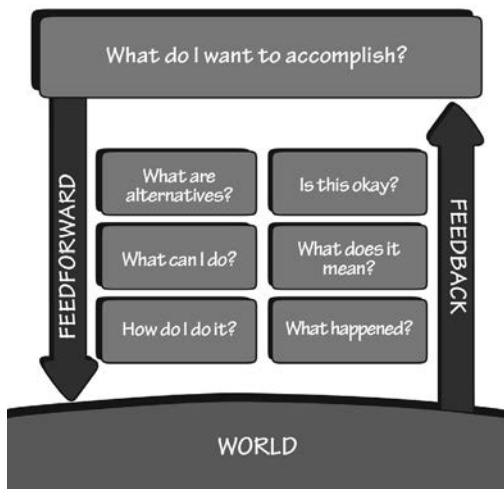 What do I want to accomplish?
FEEDFORWARD
What are
alternatives?
What can I do?
How do I do it?
Is this okay?
What does it
mean?
What happened?
FEEDBACK
WORLD